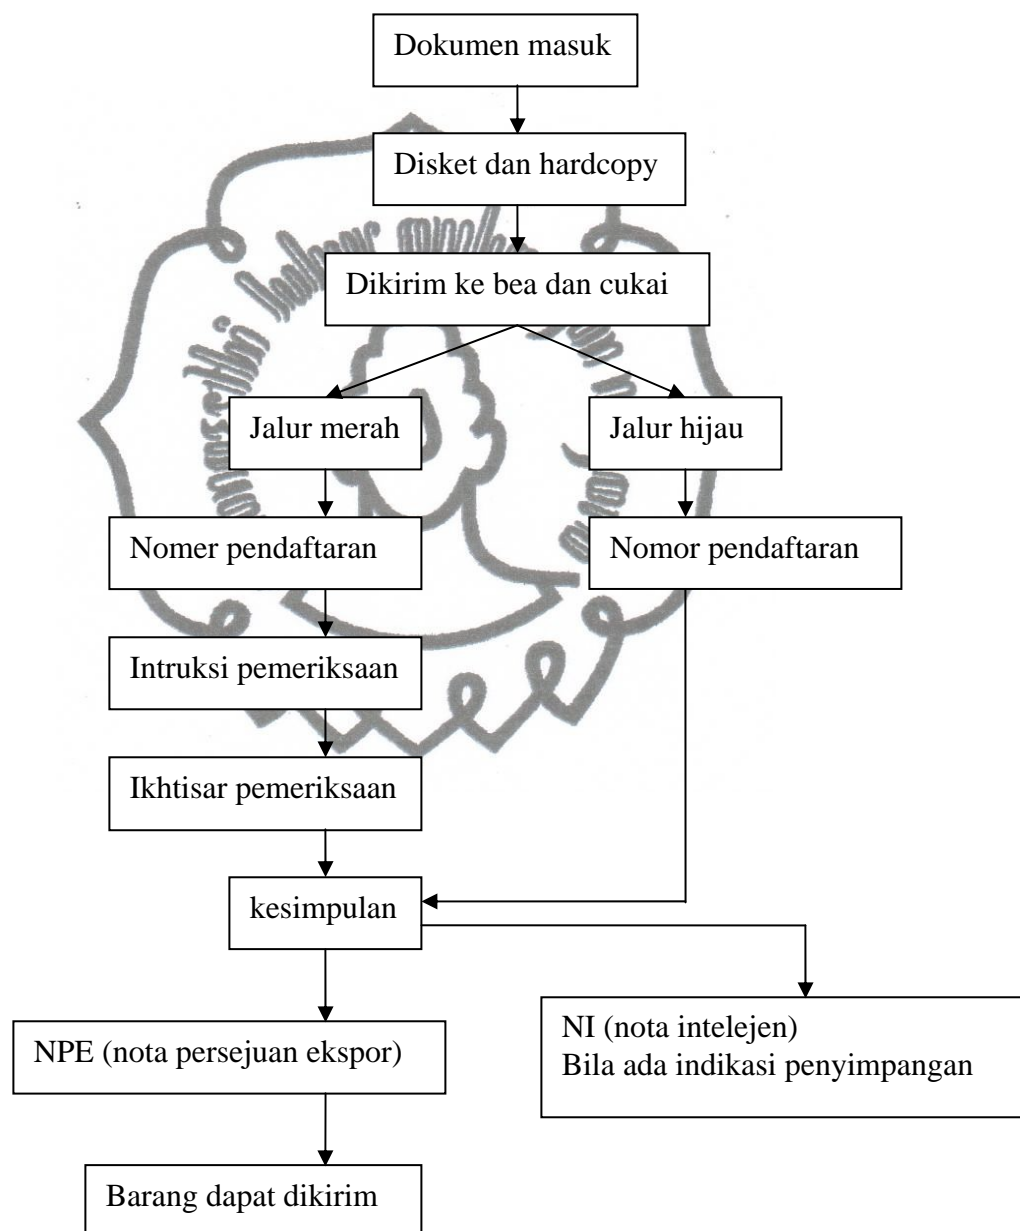 Dokumen masuk
Disket dan hardcopy
Dikirim ke bea dan cukai
Jalur merah
Jalur hijau
Nomer pendaftaran
Nomor pendaftaran
Intruksi pemeriksaan
Ikhtisar pemeriksaan
kesimpulan
NPE (nota persejuan ekspor)
NI (nota intelejen)
Bila ada indikasi penyimpangan
Barang dapat dikirim